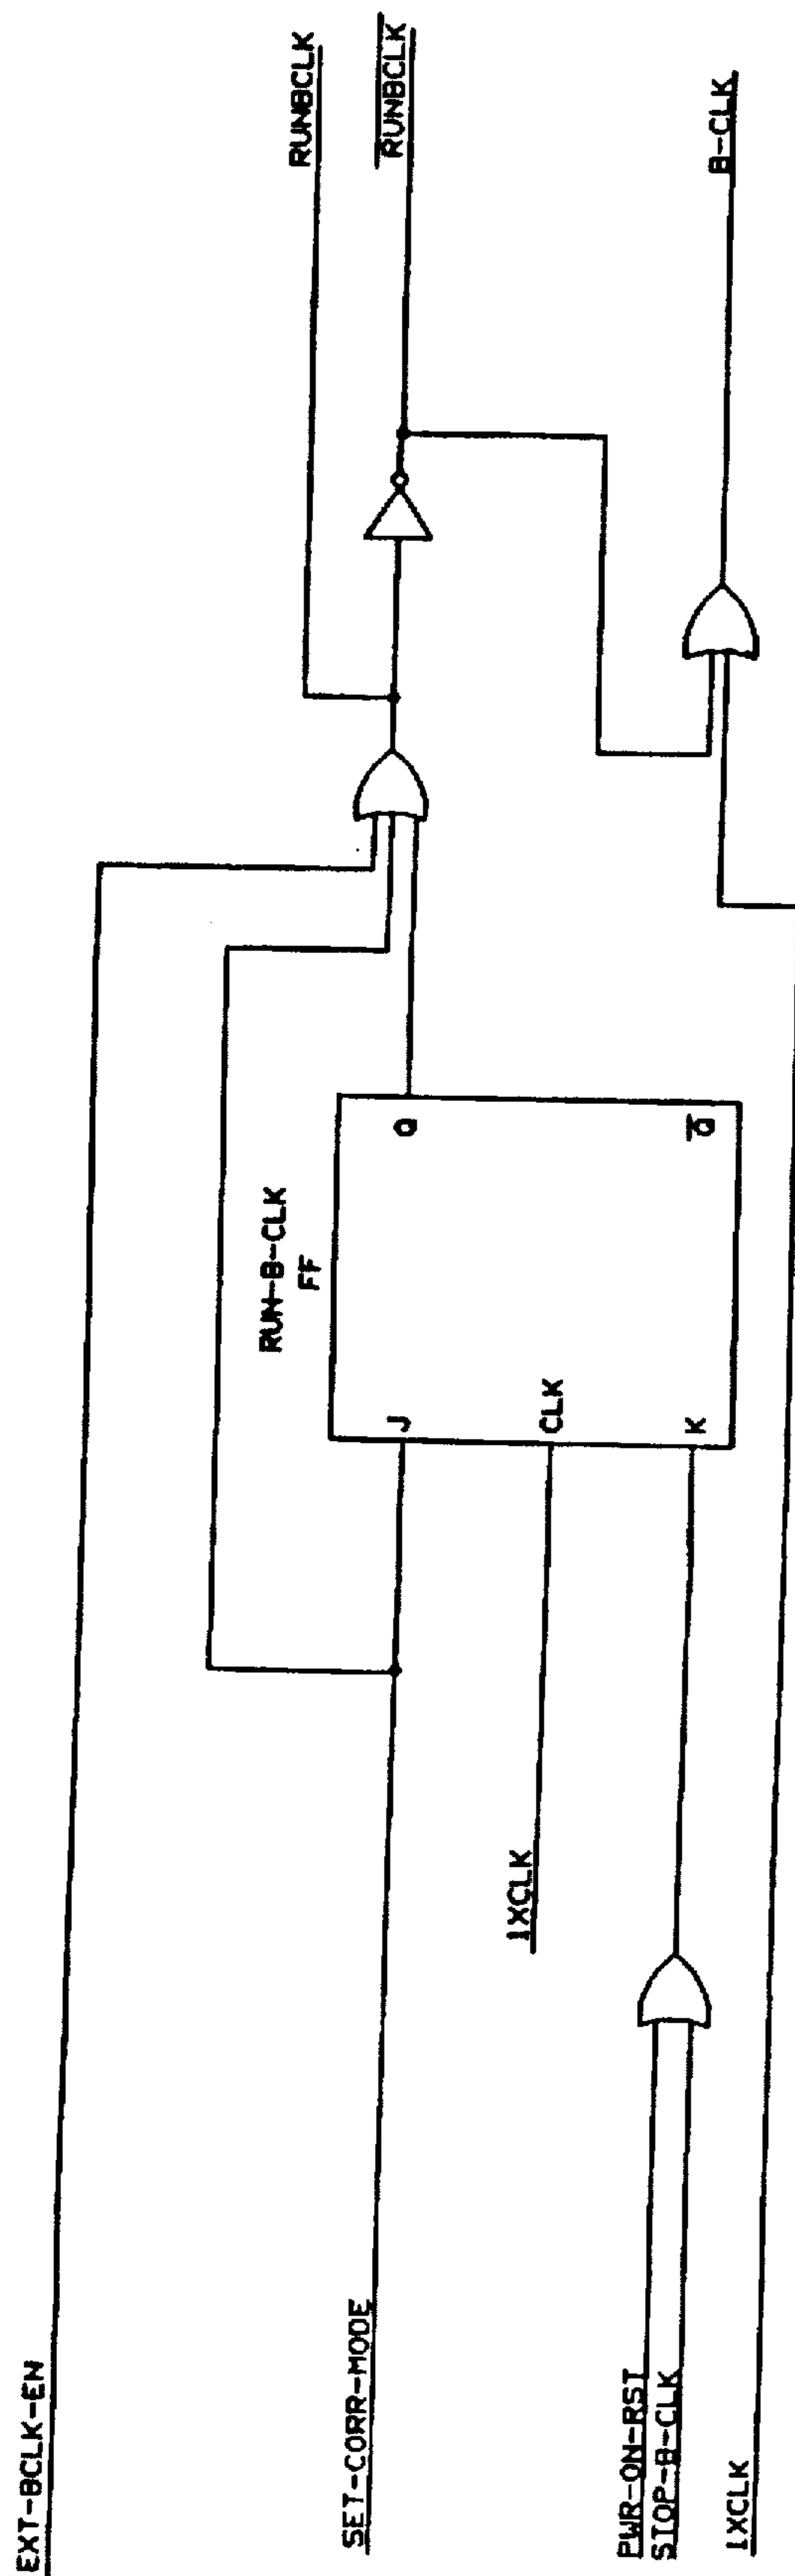 EXT-BCLK-EN
SET-CORR-MODE
PWR-ON-RST
STOP-B-CLK
1XCLK
1XCLK
RUN-B-CLK
FF
J
CLK
K
Q
Q̅
RUNBCLK
R̅U̅N̅B̅C̅L̅K̅
B-CLK